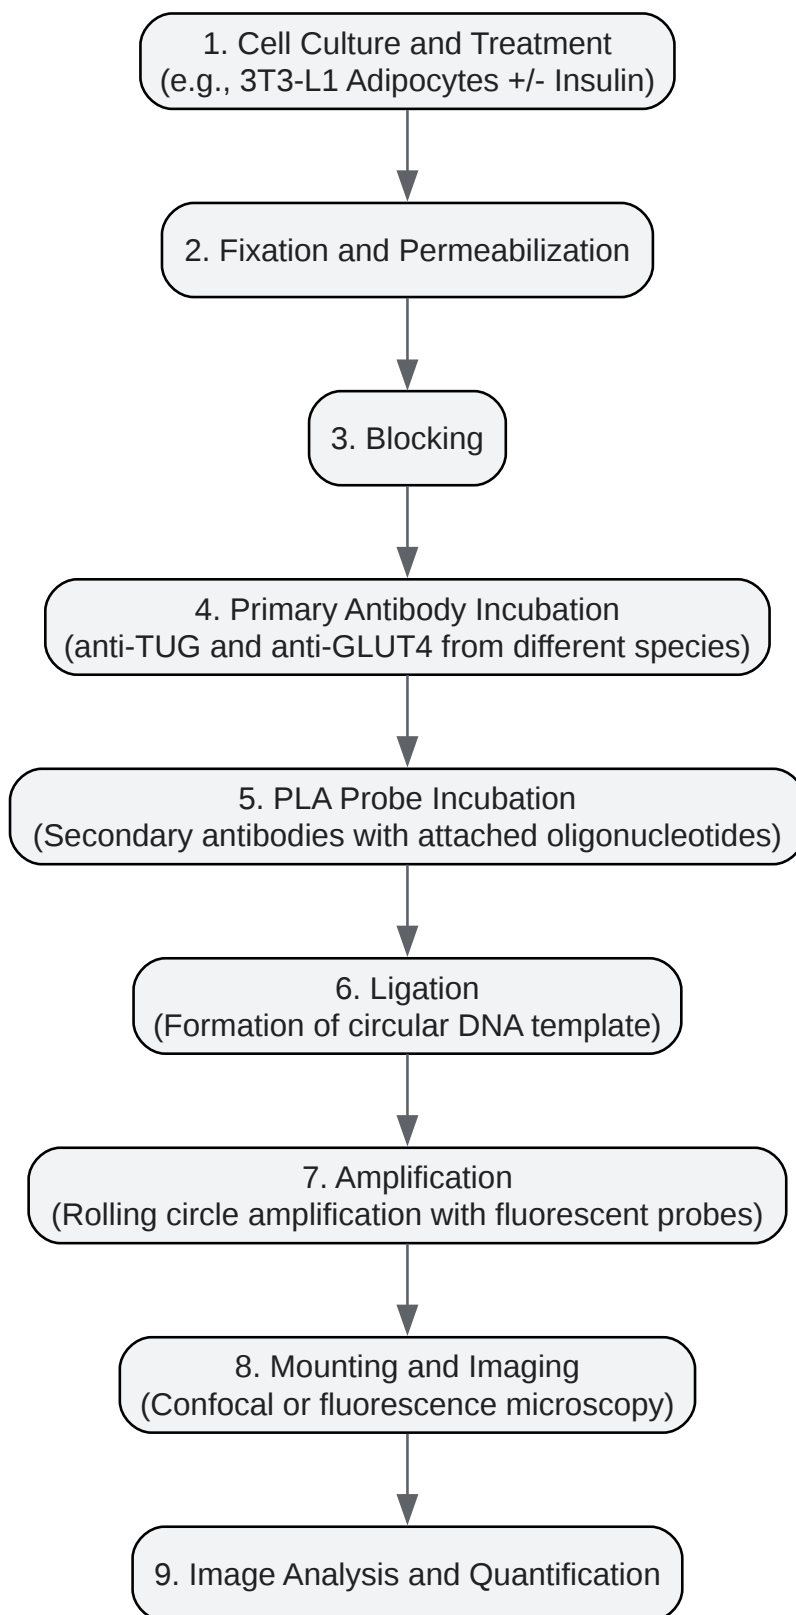 1. Cell Culture and Treatment
(e.g., 3T3-L1 Adipocytes +/- Insulin)
2. Fixation and Permeabilization
3. Blocking
4. Primary Antibody Incubation
(anti-TUG and anti-GLUT4 from different species)
5. PLA Probe Incubation
(Secondary antibodies with attached oligonucleotides)
6. Ligation
(Formation of circular DNA template)
7. Amplification
(Rolling circle amplification with fluorescent probes)
8. Mounting and Imaging
(Confocal or fluorescence microscopy)
9. Image Analysis and Quantification